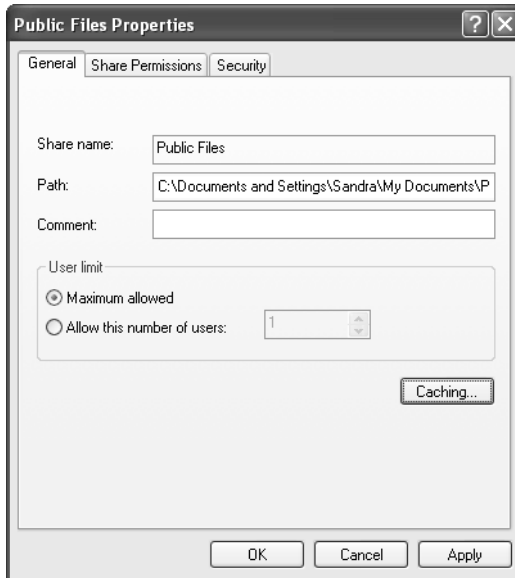 Public Files Properties
General Share Permissions Security
Share name: Public Files
Path: C:\Documents and Settings\Sandra\My Documents\P
Comment:
User limit
Maximum allowed
Allow this number of users: 1
Caching...
OK Cancel Apply